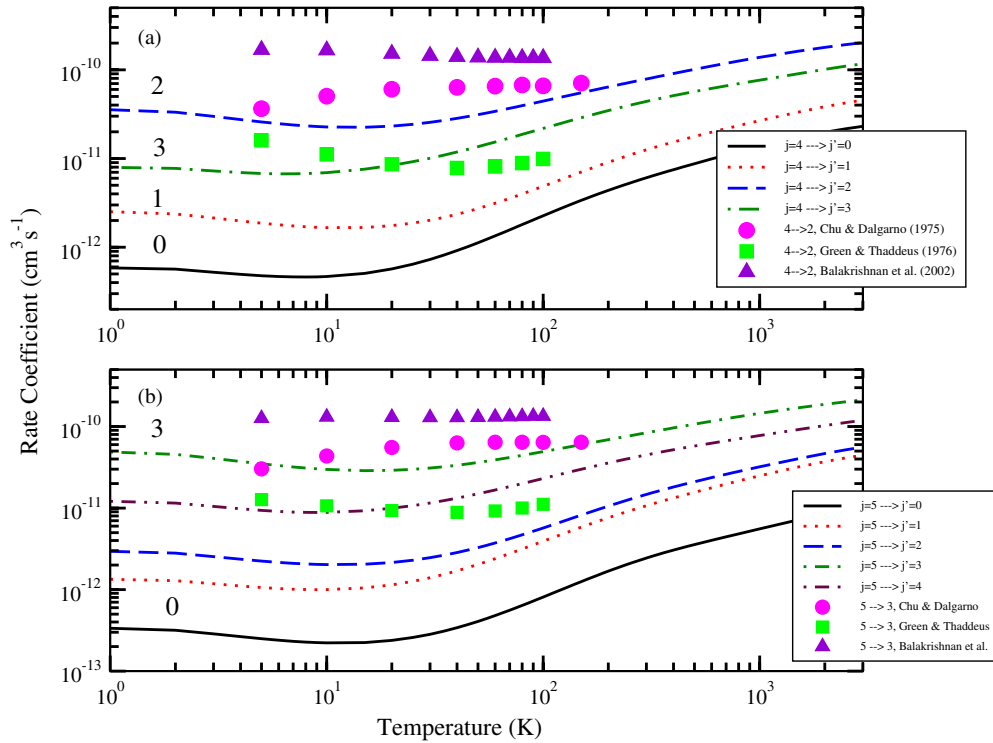 (a)
10^-10
2
10^-11
3
1
10^-12
0
j=4 ---> j'=0
j=4 ---> j'=1
j=4 ---> j'=2
j=4 ---> j'=3
4-->2, Chu & Dalgarno (1975)
4-->2, Green & Thaddeus (1976)
4-->2, Balakrishnan et al. (2002)
10^0
10^1
10^2
10^3
Rate Coefficient (cm^3 s^-1)
(b)
3
10^-10
10^-11
10^-12
0
10^-13
j=5 ---> j'=0
j=5 ---> j'=1
j=5 ---> j'=2
j=5 ---> j'=3
j=5 ---> j'=4
5 --> 3, Chu & Dalgarno
5 --> 3, Green & Thaddeus
5 --> 3, Balakrishnan et al.
10^0
10^1
10^2
10^3
Temperature (K)